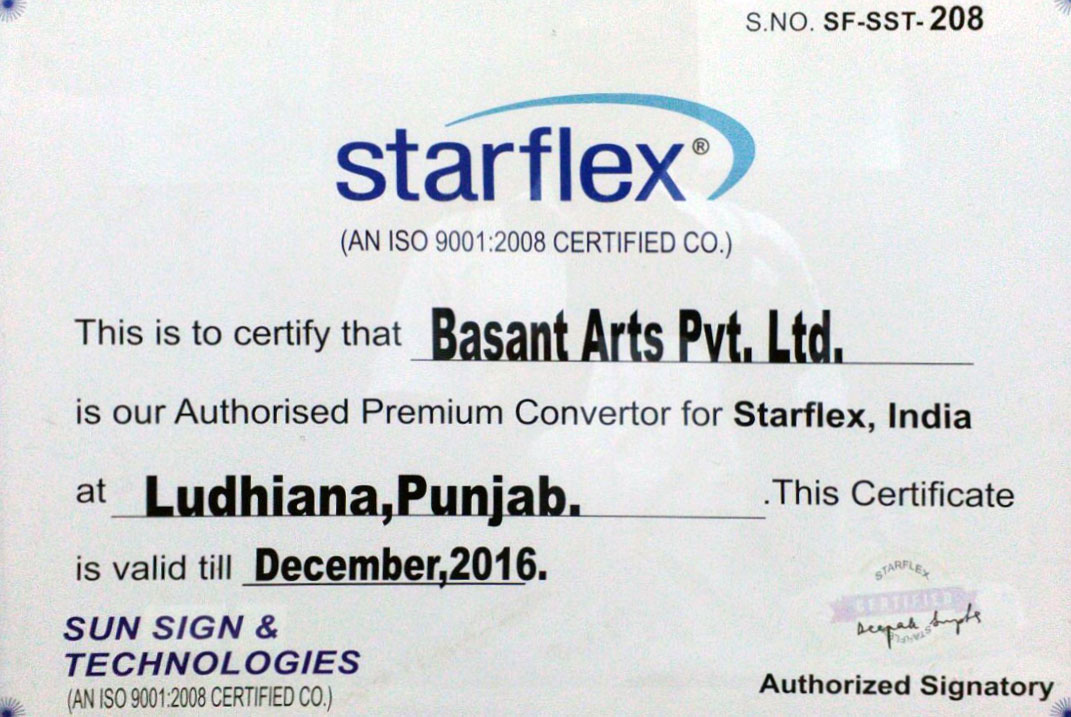 S.NO. SF-SST-208
starflex®
(AN ISO 9001:2008 CERTIFIED CO.)
This is to certify that Basant Arts Pvt. Ltd.
is our Authorised Premium Convertor for Starflex, India
at Ludhiana,Punjab. .This Certificate
is valid till December,2016.
STARFLEX
CERTIFIED
Deepak Gupta
SUN SIGN &
TECHNOLOGIES
(AN ISO 9001:2008 CERTIFIED CO.)
Authorized Signatory